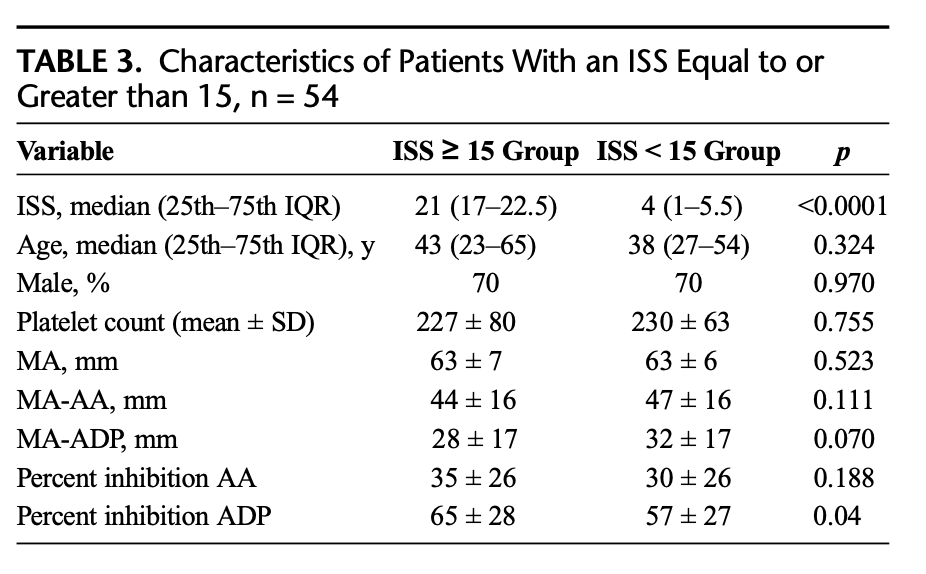 TABLE 3. Characteristics of Patients With an ISS Equal to or
Greater than 15, n = 54
Variable ISS ≥ 15 Group ISS < 15 Group p
ISS, median (25th–75th IQR) 21 (17–22.5) 4 (1–5.5) <0.0001
Age, median (25th–75th IQR), y 43 (23–65) 38 (27–54) 0.324
Male, % 70 70 0.970
Platelet count (mean ± SD) 227 ± 80 230 ± 63 0.755
MA, mm 63 ± 7 63 ± 6 0.523
MA-AA, mm 44 ± 16 47 ± 16 0.111
MA-ADP, mm 28 ± 17 32 ± 17 0.070
Percent inhibition AA 35 ± 26 30 ± 26 0.188
Percent inhibition ADP 65 ± 28 57 ± 27 0.04